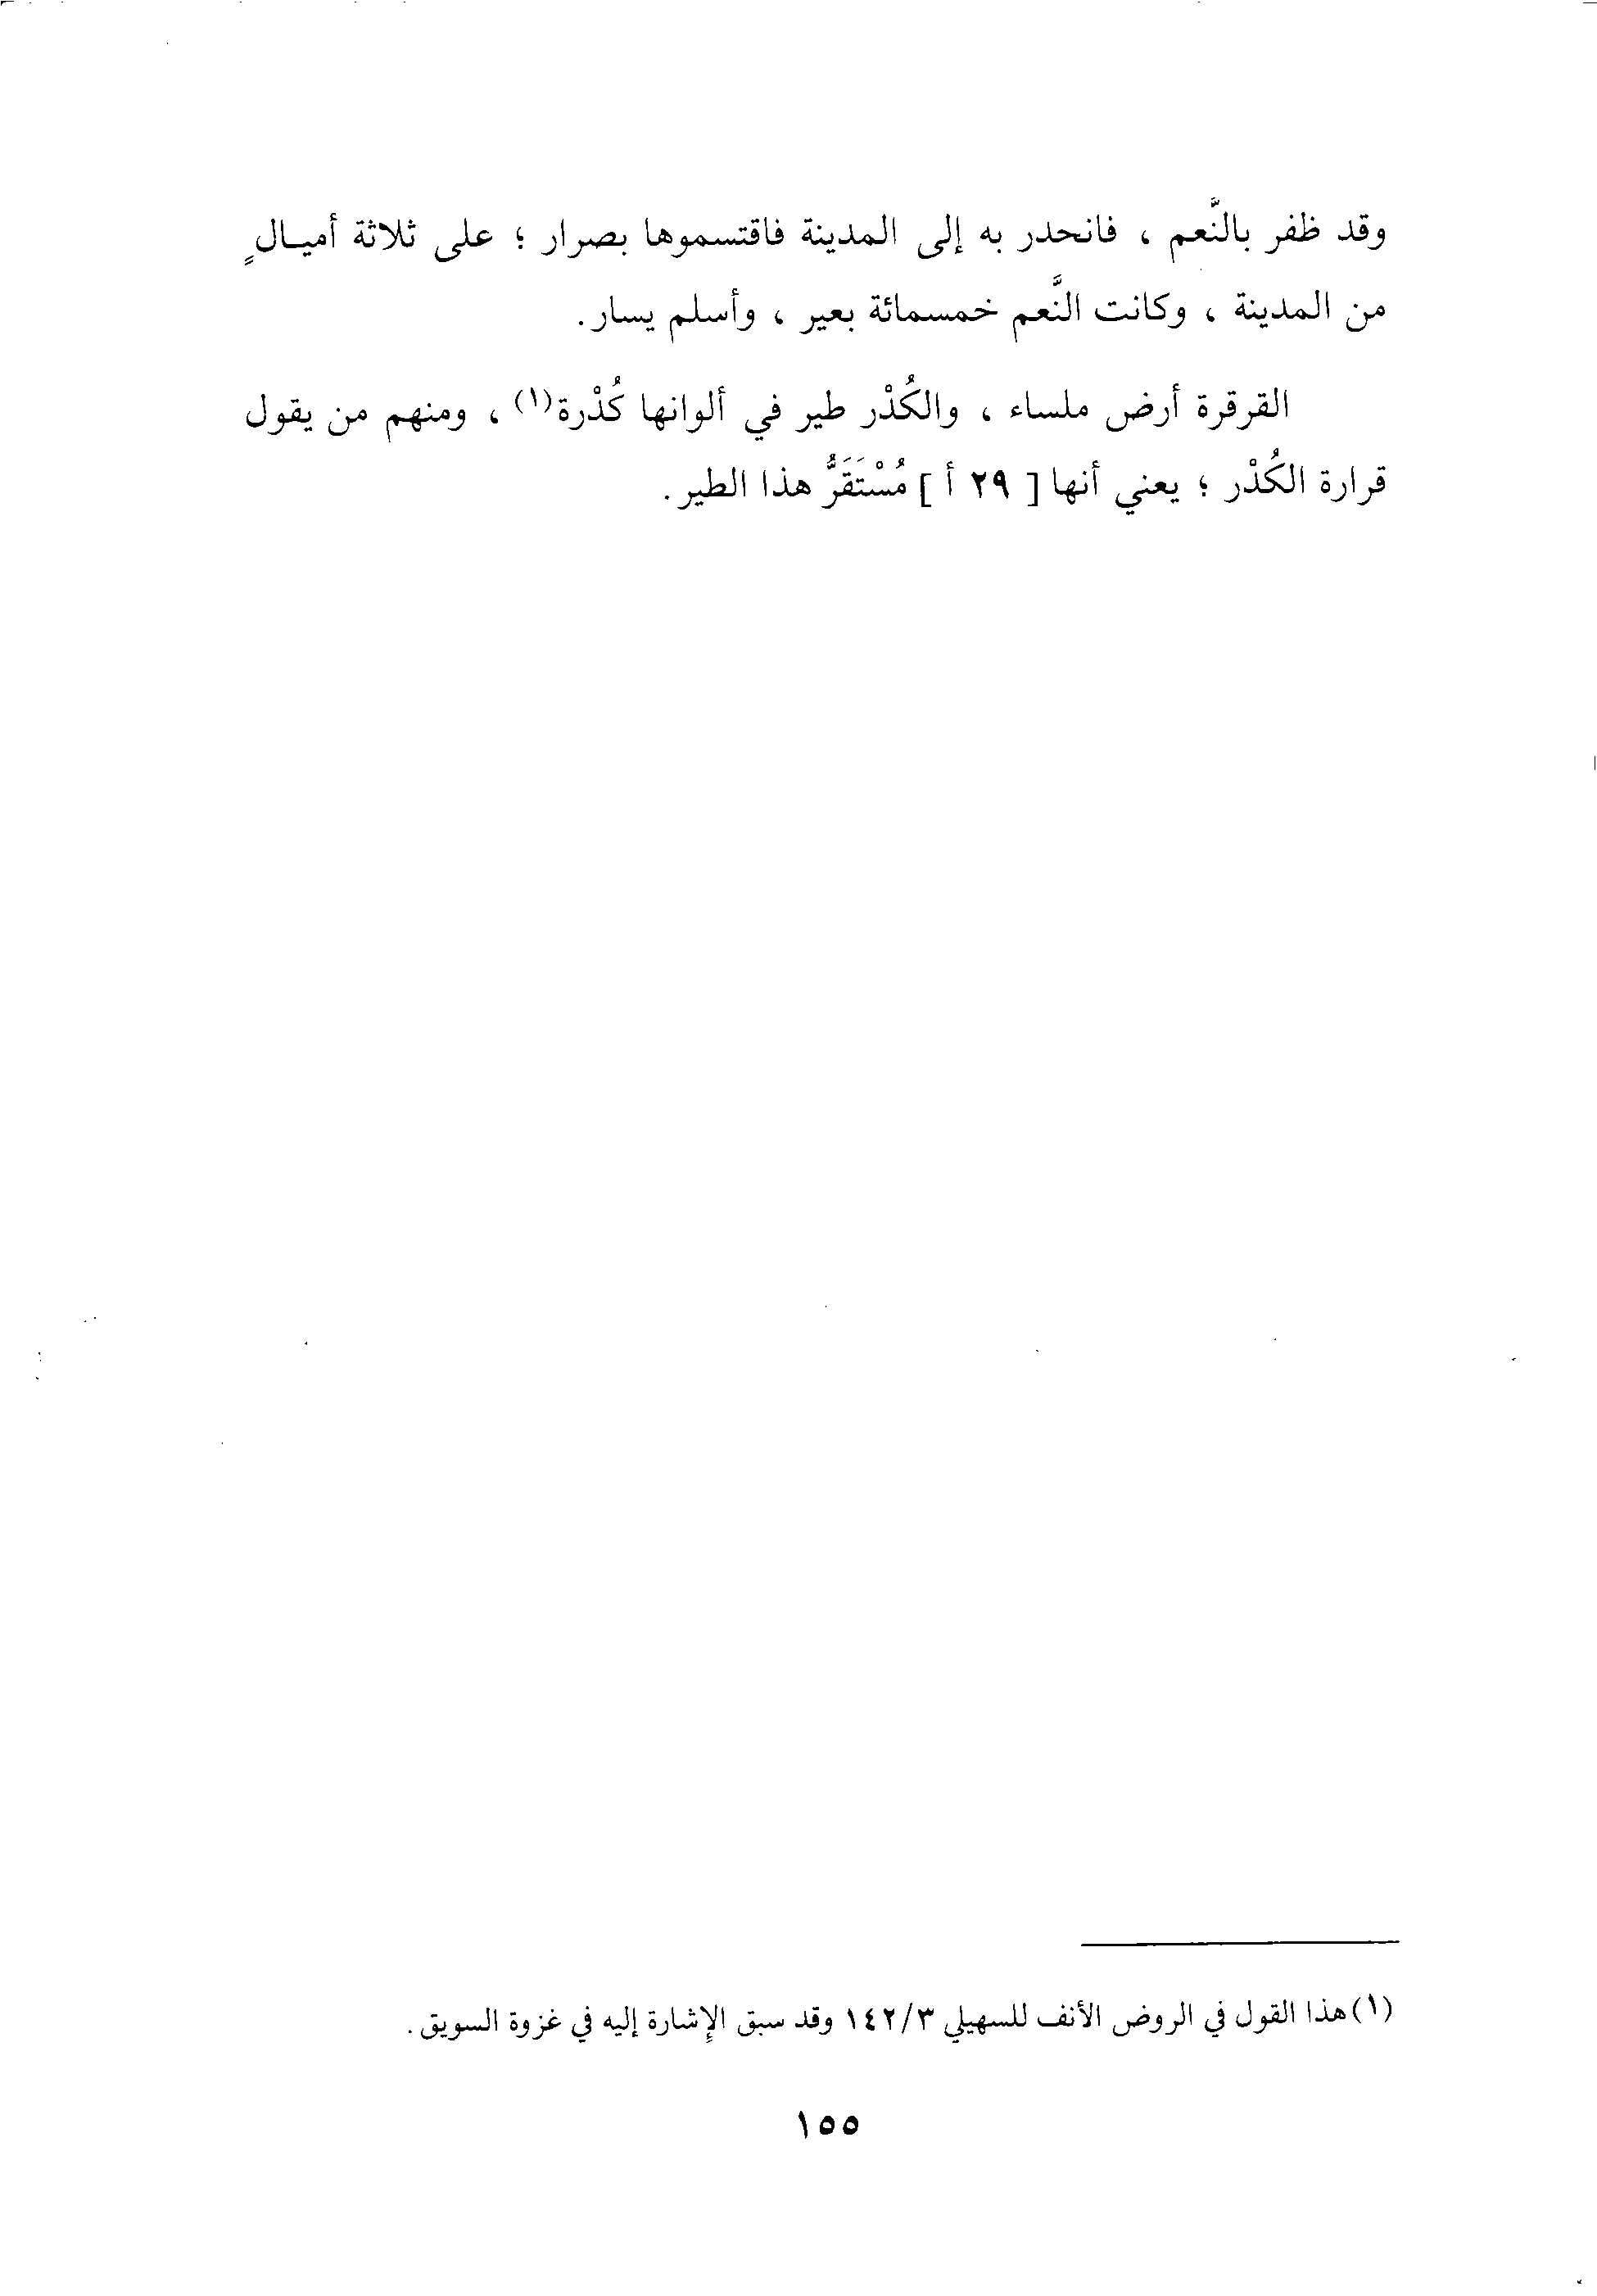 وقد ظفر بالنَّعم ، فانحدر به إلى المدينة فاقتسموها بصرار ؛ على ثلاثة أميـالٍ
من المدينة ، وكانت النَّعم خمسمائة بعير ، وأسلم يسار.
القرقرة أرض ملساء ، والكُدْر طير في ألوانها كُدْرة(١) ، ومنهم من يقول
قرارة الكُدْر ؛ يعني أنها [ ٢٩ أ ] مُسْتَقَرُّ هذا الطير.
(١) هذا القول في الروض الأنف للسهيلي ١٤٢/٣ وقد سبق الإشارة إليه في غزوة السويق.
١٥٥